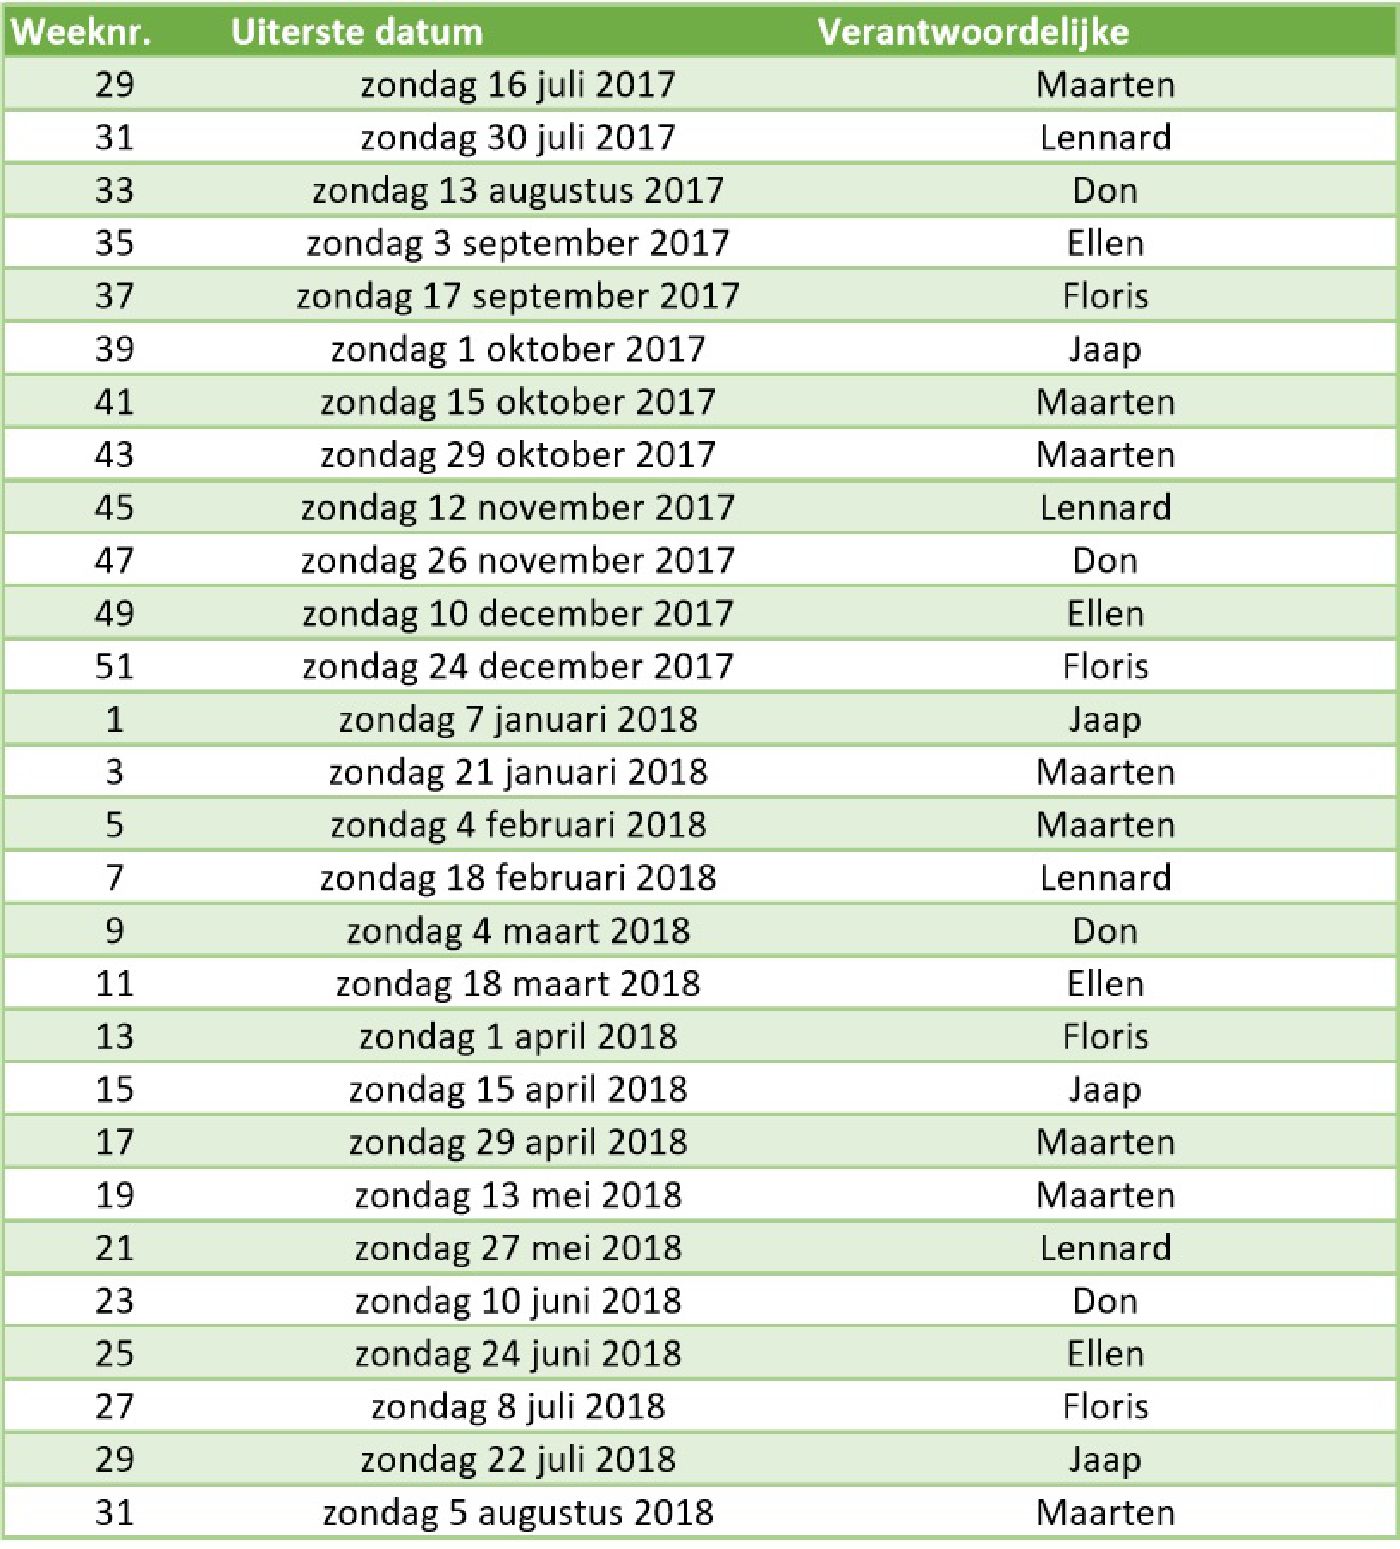 Weeknr. Uiterste datum Verantwoordelijke
29 zondag 16 juli 2017 Maarten
31 zondag 30 juli 2017 Lennard
33 zondag 13 augustus 2017 Don
35 zondag 3 september 2017 Ellen
37 zondag 17 september 2017 Floris
39 zondag 1 oktober 2017 Jaap
41 zondag 15 oktober 2017 Maarten
43 zondag 29 oktober 2017 Maarten
45 zondag 12 november 2017 Lennard
47 zondag 26 november 2017 Don
49 zondag 10 december 2017 Ellen
51 zondag 24 december 2017 Floris
1 zondag 7 januari 2018 Jaap
3 zondag 21 januari 2018 Maarten
5 zondag 4 februari 2018 Maarten
7 zondag 18 februari 2018 Lennard
9 zondag 4 maart 2018 Don
11 zondag 18 maart 2018 Ellen
13 zondag 1 april 2018 Floris
15 zondag 15 april 2018 Jaap
17 zondag 29 april 2018 Maarten
19 zondag 13 mei 2018 Maarten
21 zondag 27 mei 2018 Lennard
23 zondag 10 juni 2018 Don
25 zondag 24 juni 2018 Ellen
27 zondag 8 juli 2018 Floris
29 zondag 22 juli 2018 Jaap
31 zondag 5 augustus 2018 Maarten